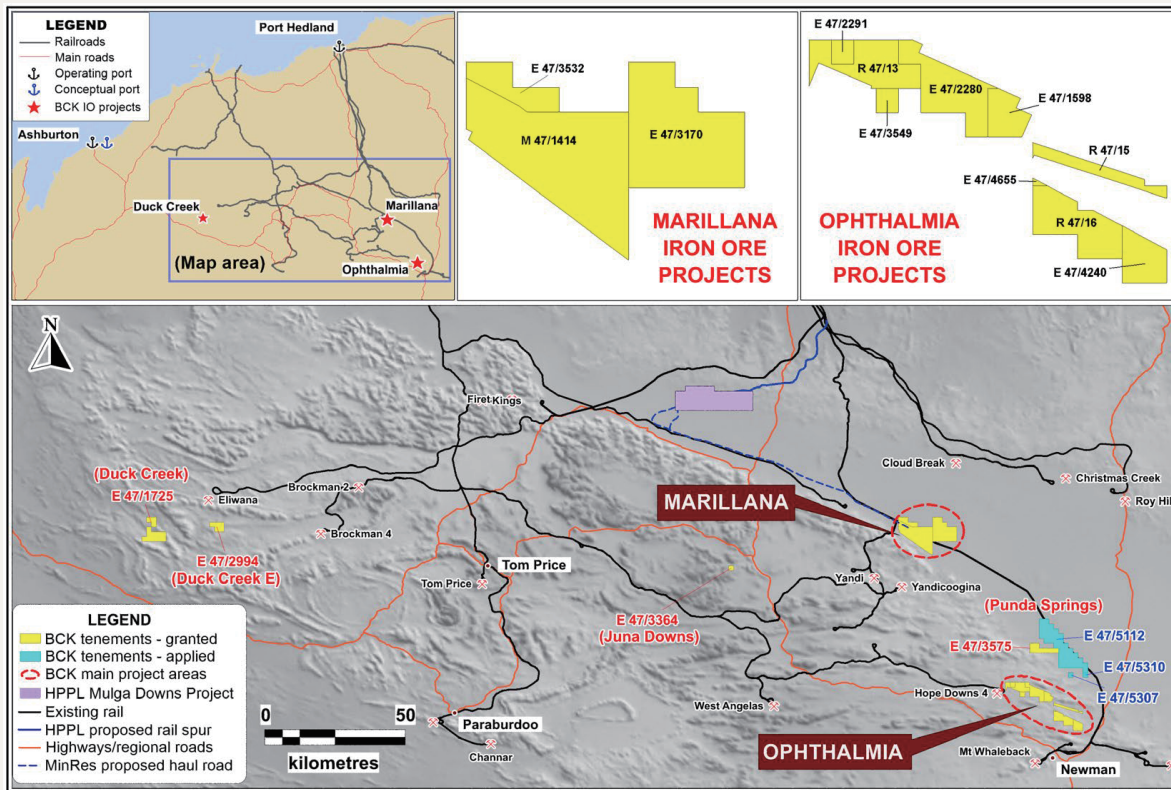 LEGEND
Railroads
Main roads
Operating port
Conceptual port
BCK IO projects
Port Hedland
Ashburton
Duck Creek
Marillana
(Map area)
Ophthalmia
E 47/3532
M 47/1414
E 47/3170
MARILLANA
IRON ORE
PROJECTS
E 47/2291
R 47/13
E 47/2280
E 47/1598
E 47/3549
R 47/15
E 47/4655
R 47/16
E 47/4240
OPHTHALMIA
IRON ORE
PROJECTS
N
Firet
Kings
Cloud Break
Christmas Creek
Roy Hil
(Duck Creek)
E 47/1725
Eliwana
Brockman 2
Brockman 4
MARILLANA
E 47/2994
(Duck Creek E)
Tom Price
Tom Price
Yandi
Yandicoogina
E 47/3364
(Juna Downs)
(Punda Springs)
E 47/5112
E 47/3575
E 47/5310
E 47/5307
Hope Downs 4
West Angelas
OPHTHALMIA
Mt Whaleback
Newman
Paraburdoo
Channar
LEGEND
BCK tenements - granted
BCK tenements - applied
BCK main project areas
HPPL Mulga Downs Project
Existing rail
HPPL proposed rail spur
Highways/regional roads
MinRes proposed haul road
0 50
kilometres